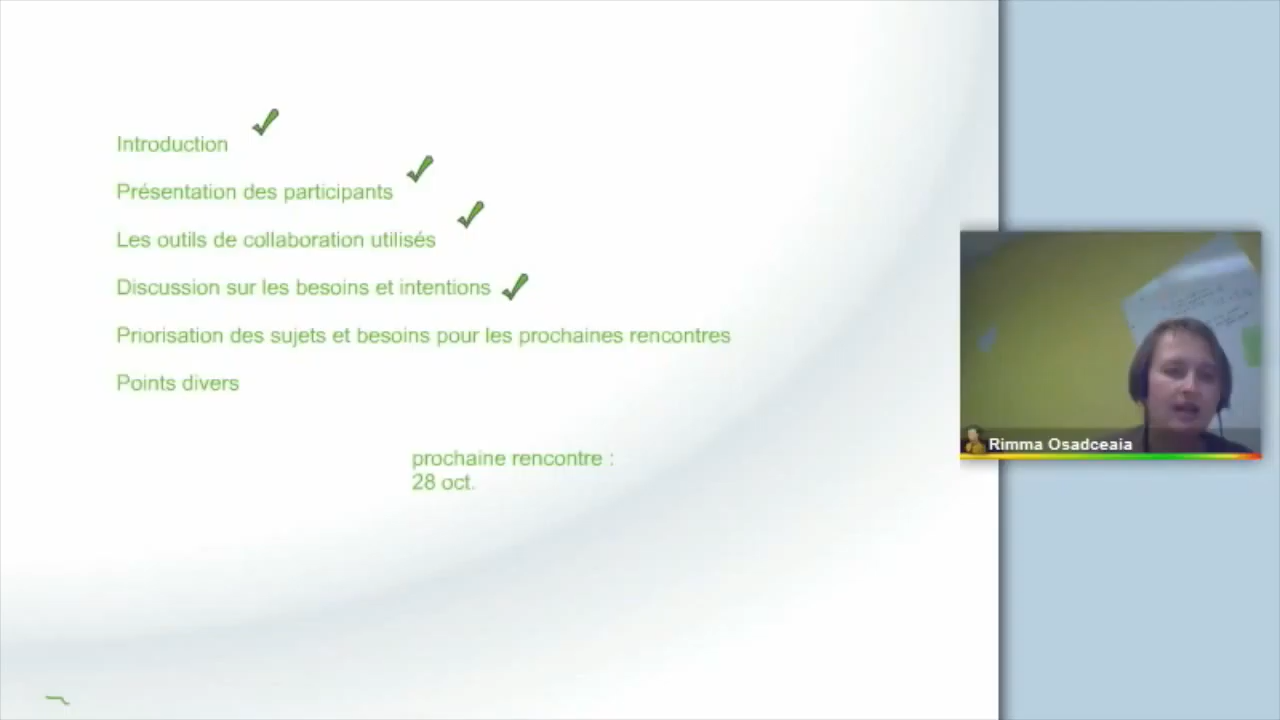 Introduction
Présentation des participants
Les outils de collaboration utilisés
Discussion sur les besoins et intentions
Priorisation des sujets et besoins pour les prochaines rencontres
Points divers
prochaine rencontre :
28 oct.
Rimma Osadceaia